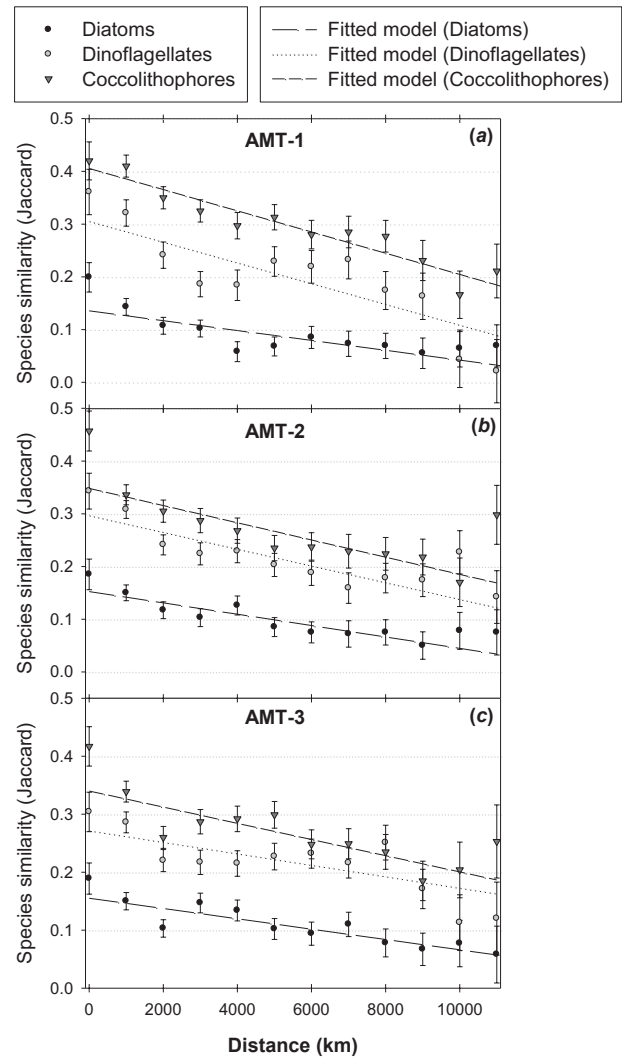 Diatoms
Dinoflagellates
Coccolithophores
Fitted model (Diatoms)
Fitted model (Dinoflagellates)
Fitted model (Coccolithophores)
AMT-1
(a)
Species similarity (Jaccard)
0.5
0.4
0.3
0.2
0.1
0.0
AMT-2
(b)
Species similarity (Jaccard)
0.5
0.4
0.3
0.2
0.1
0.0
AMT-3
(c)
Species similarity (Jaccard)
0.5
0.4
0.3
0.2
0.1
0.0
0 2000 4000 6000 8000 10000
Distance (km)